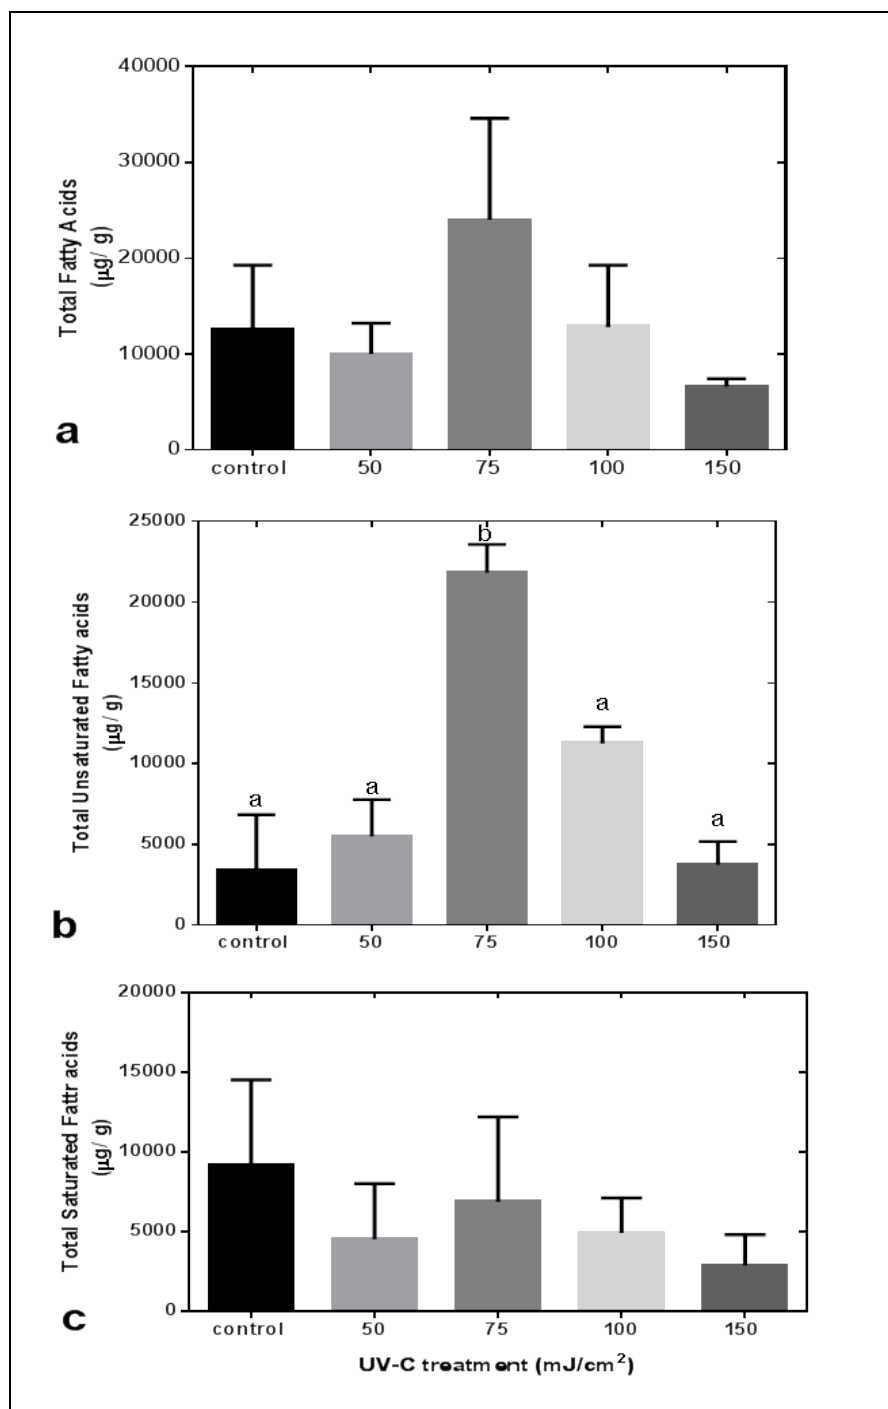 40000
30000
20000
10000
0
Total Fatty Acids
(μg/ g)
a
control 50 75 100 150
25000
20000
15000
10000
5000
0
Total Unsaturated Fatty acids
(μg/ g)
a a b a a
b
control 50 75 100 150
20000
15000
10000
5000
0
Total Saturated Fattr acids
(μg/ g)
c
control 50 75 100 150
UV-C treatment (mJ/cm²)